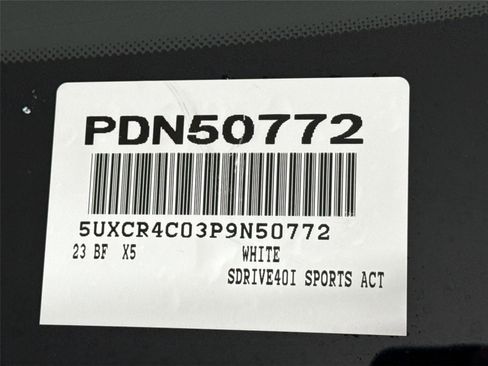 PDN50772
5UXCR4C03P9N50772
23 BF X5 WHITE
SDRIVE40I SPORTS ACT